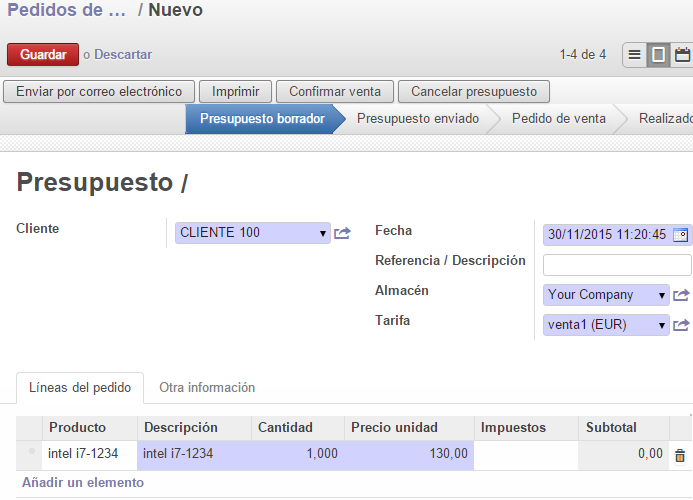 Pedidos de ... / Nuevo
Guardar o Descartar 1-4 de 4
Enviar por correo electrónico Imprimir Confirmar venta Cancelar presupuesto
Presupuesto borrador Presupuesto enviado Pedido de venta Realizado
Presupuesto /
Cliente CLIENTE 100 Fecha 30/11/2015 11:20:45
Referencia / Descripción
Almacén Your Company
Tarifa venta1 (EUR)
Líneas del pedido Otra información
Producto Descripción Cantidad Precio unidad Impuestos Subtotal
intel i7-1234 intel i7-1234 1,000 130,00 0,00
Añadir un elemento